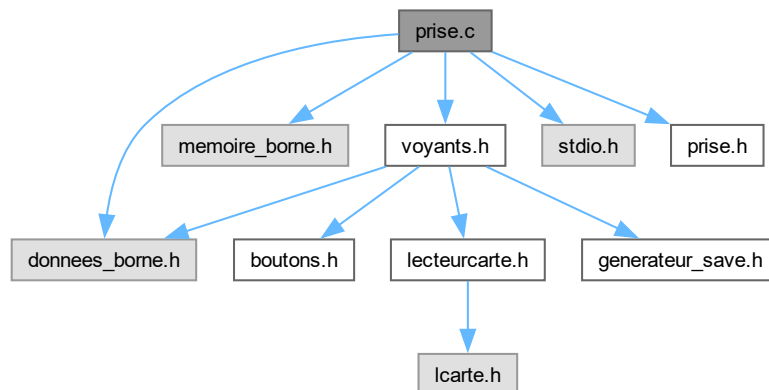 prise.c
memoire_borne.h
voyants.h
stdio.h
prise.h
donnees_borne.h
boutons.h
lecteurcarte.h
generateur_save.h
lcarte.h